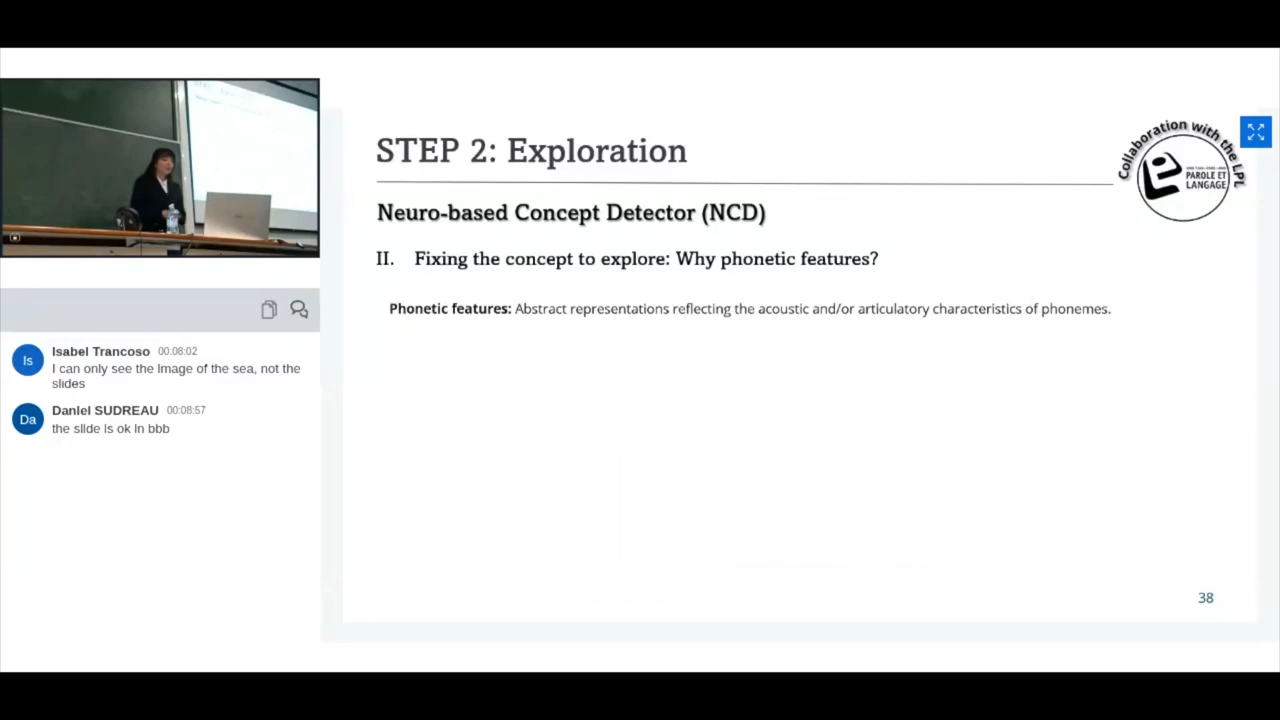 STEP 2: Exploration
Collaboration with the LPL
PAROLE ET
LANGAGE
Neuro-based Concept Detector (NCD)
II. Fixing the concept to explore: Why phonetic features?
Phonetic features: Abstract representations reflecting the acoustic and/or articulatory characteristics of phonemes.
38
Is
Isabel Trancoso 00:08:02
I can only see the image of the sea, not the
slides
Da
Daniel SUDREAU 00:08:57
the slide is ok in bbb